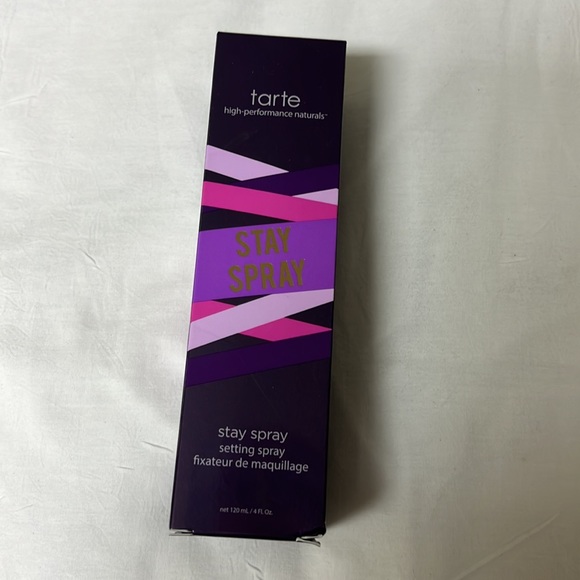 tarte
high-performance naturals™
STAY
SPRAY
stay spray
setting spray
fixateur de maquillage
net 120 mL / 4 fl. Oz.